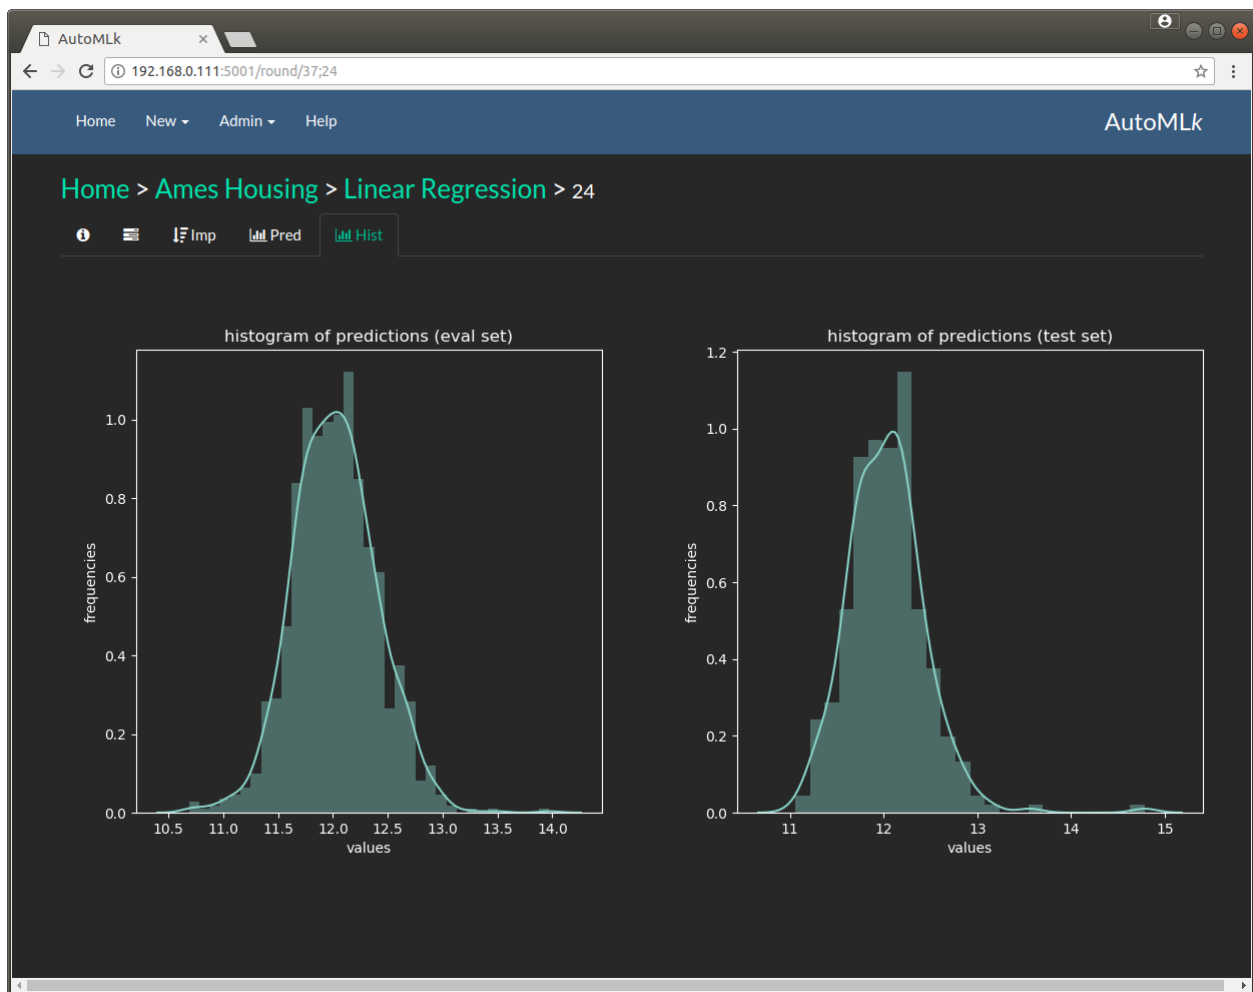 AutoMLk
192.168.0.111:5001/round/37;24
Home New Admin Help AutoMLk
Home > Ames Housing > Linear Regression > 24
Imp Pred Hist
histogram of predictions (eval set)
1.0
0.8
0.6
0.4
0.2
0.0
frequencies
10.5 11.0 11.5 12.0 12.5 13.0 13.5 14.0
values
histogram of predictions (test set)
1.2
1.0
0.8
0.6
0.4
0.2
0.0
frequencies
11 12 13 14 15
values